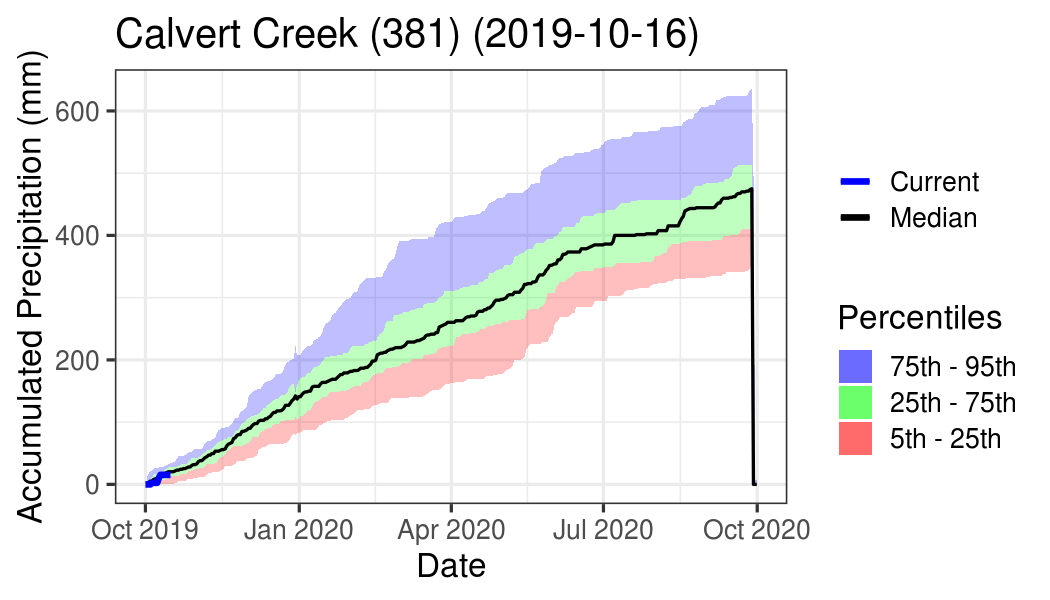 Calvert Creek (381) (2019-10-16)
Accumulated Precipitation (mm)
600
400
200
0
Oct 2019
Jan 2020
Apr 2020
Jul 2020
Oct 2020
Date
Current
Median
Percentiles
75th - 95th
25th - 75th
5th - 25th